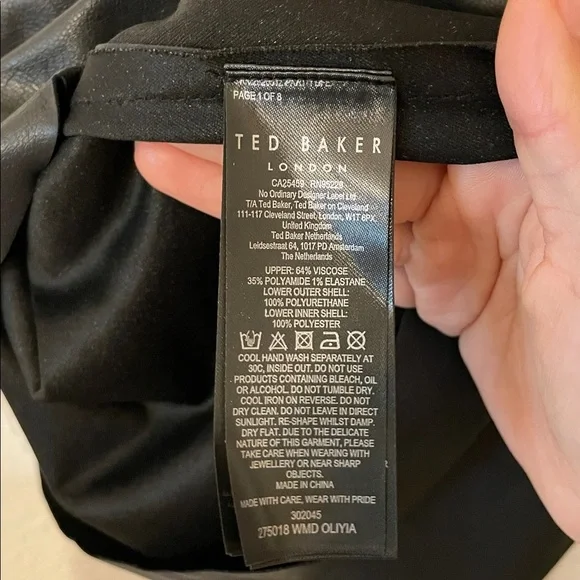 PAGE 1 OF 8
TED BAKER
LONDON
CA25459 RN95228
No Ordinary Designer Label Ltd
T/A Ted Baker, Ted Baker on Cleveland
111-117 Cleveland Street, London, W1T 6PX,
United Kingdom
Ted Baker Netherlands
Leidsestraat 64, 1017 PD Amsterdam
The Netherlands
UPPER: 64% VISCOSE
35% POLYAMIDE 1% ELASTANE
LOWER OUTER SHELL:
100% POLYURETHANE
LOWER INNER SHELL:
100% POLYESTER
COOL HAND WASH SEPARATELY AT
30C, INSIDE OUT. DO NOT USE
PRODUCTS CONTAINING BLEACH, OIL
OR ALCOHOL. DO NOT TUMBLE DRY.
COOL IRON ON REVERSE. DO NOT
DRY CLEAN. DO NOT LEAVE IN DIRECT
SUNLIGHT. RE-SHAPE WHILST DAMP.
DRY FLAT. DUE TO THE DELICATE
NATURE OF THIS GARMENT, PLEASE
TAKE CARE WHEN WEARING WITH
JEWELLERY OR NEAR SHARP
OBJECTS.
MADE IN CHINA
MADE WITH CARE, WEAR WITH PRIDE
302045
275018 WMD OLIYIA